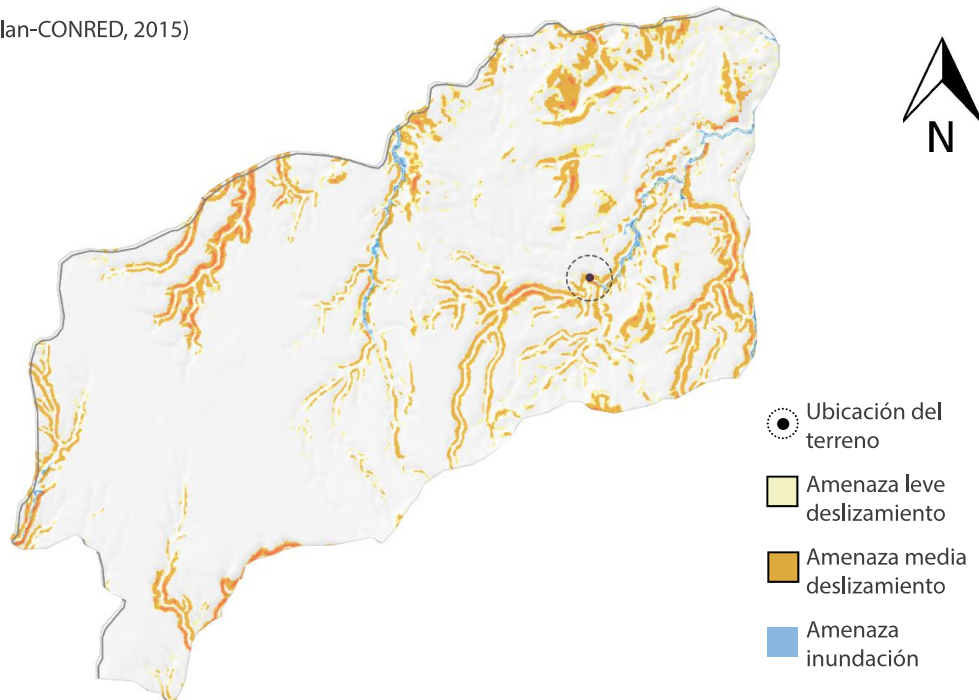 lan-CONRED, 2015)
N
Ubicación del
terreno
Amenaza leve
deslizamiento
Amenaza media
deslizamiento
Amenaza
inundación